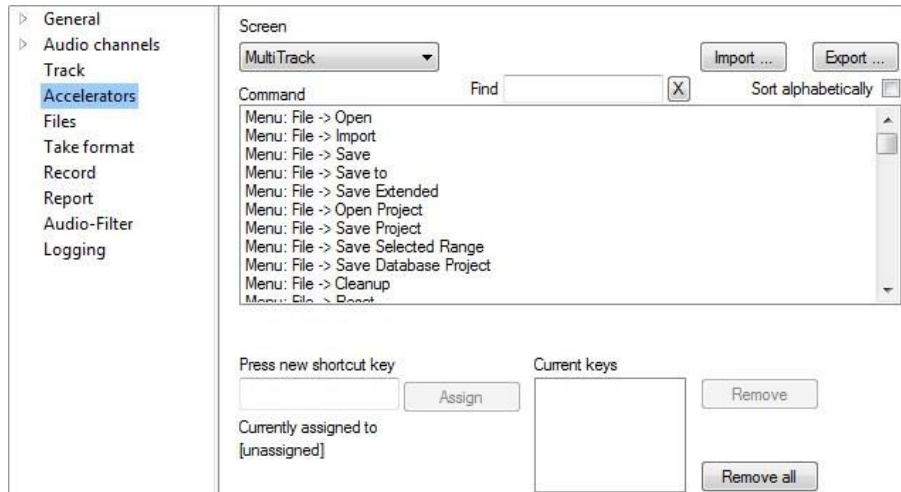 General
Audio channels
Track
Accelerators
Files
Take format
Record
Report
Audio-Filter
Logging
Screen
MultiTrack
Import ...
Export ...
Command
Find
X
Sort alphabetically
Menu: File -> Open
Menu: File -> Import
Menu: File -> Save
Menu: File -> Save to
Menu: File -> Save Extended
Menu: File -> Open Project
Menu: File -> Save Project
Menu: File -> Save Selected Range
Menu: File -> Save Database Project
Menu: File -> Cleanup
Menu: File -> Reset
Press new shortcut key
Assign
Currently assigned to
[unassigned]
Current keys
Remove
Remove all